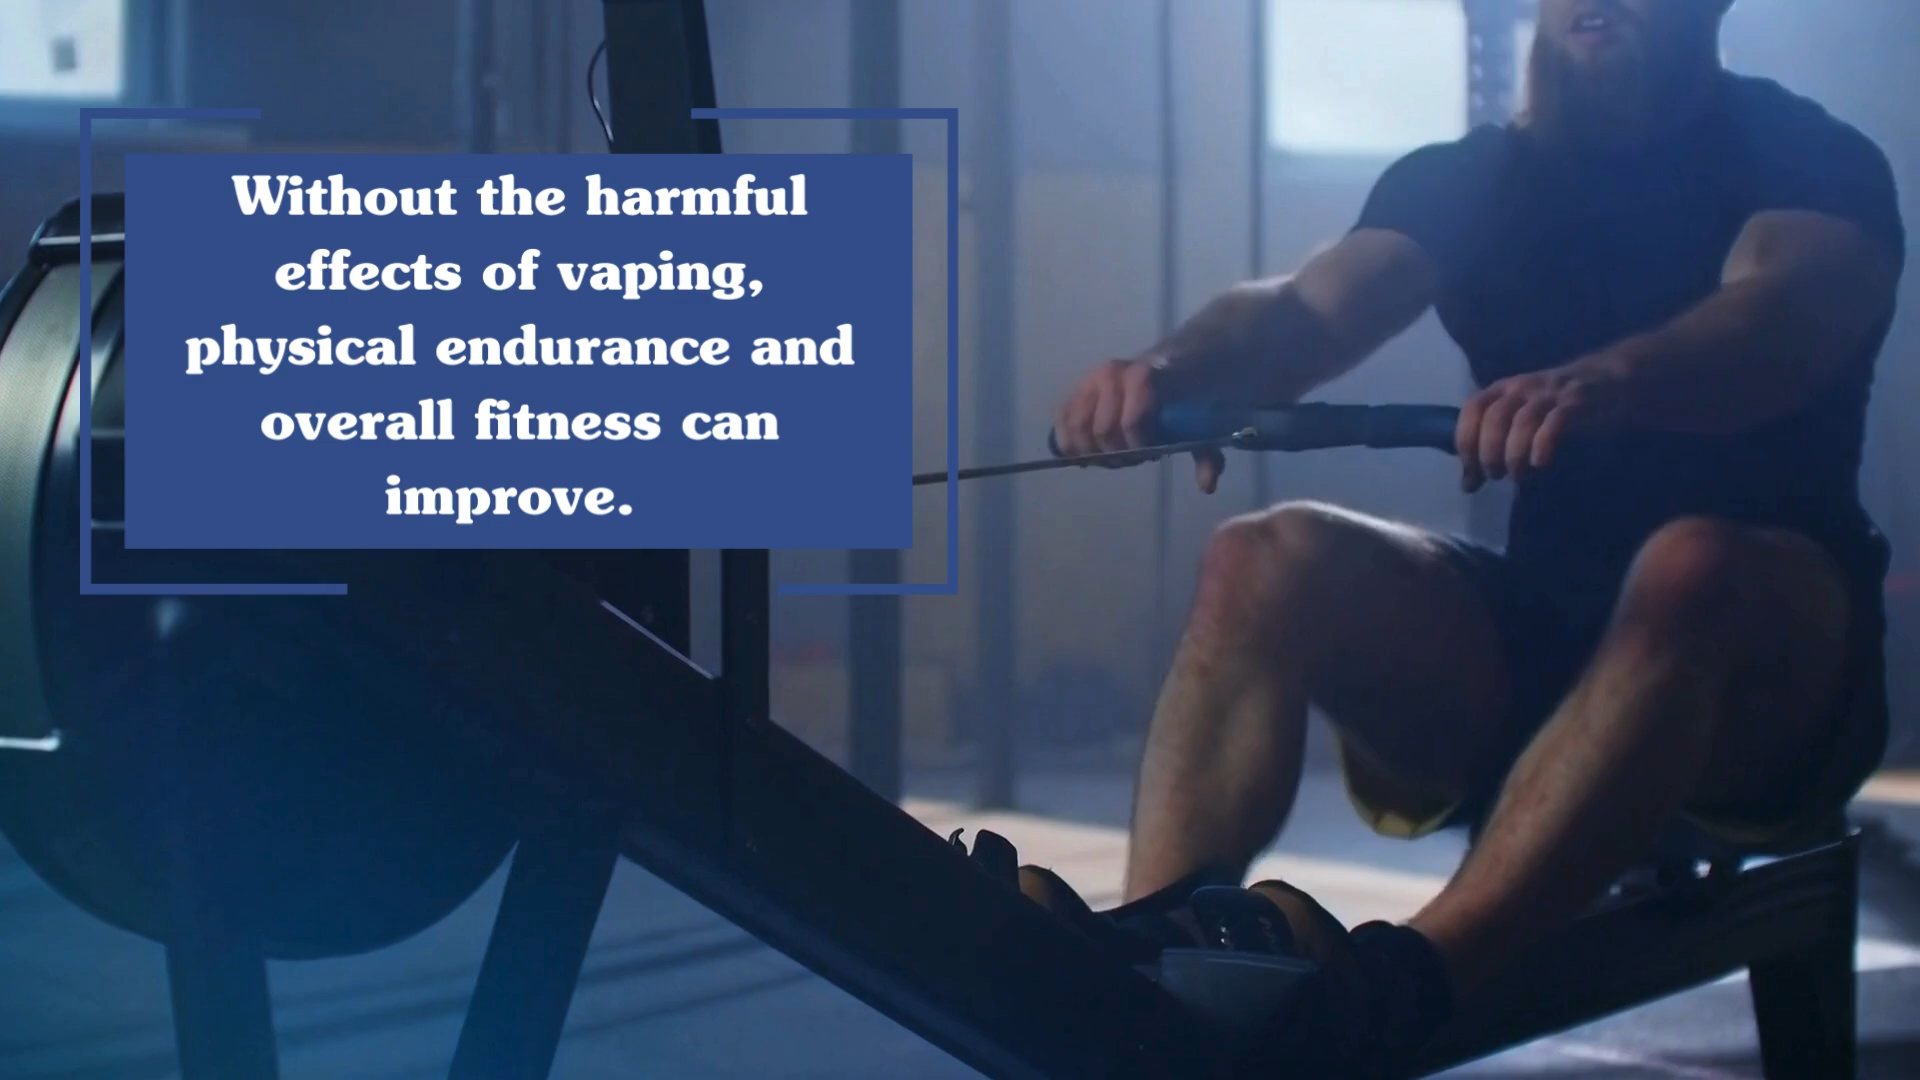 Without the harmful
effects of vaping,
physical endurance and
overall fitness can
improve.